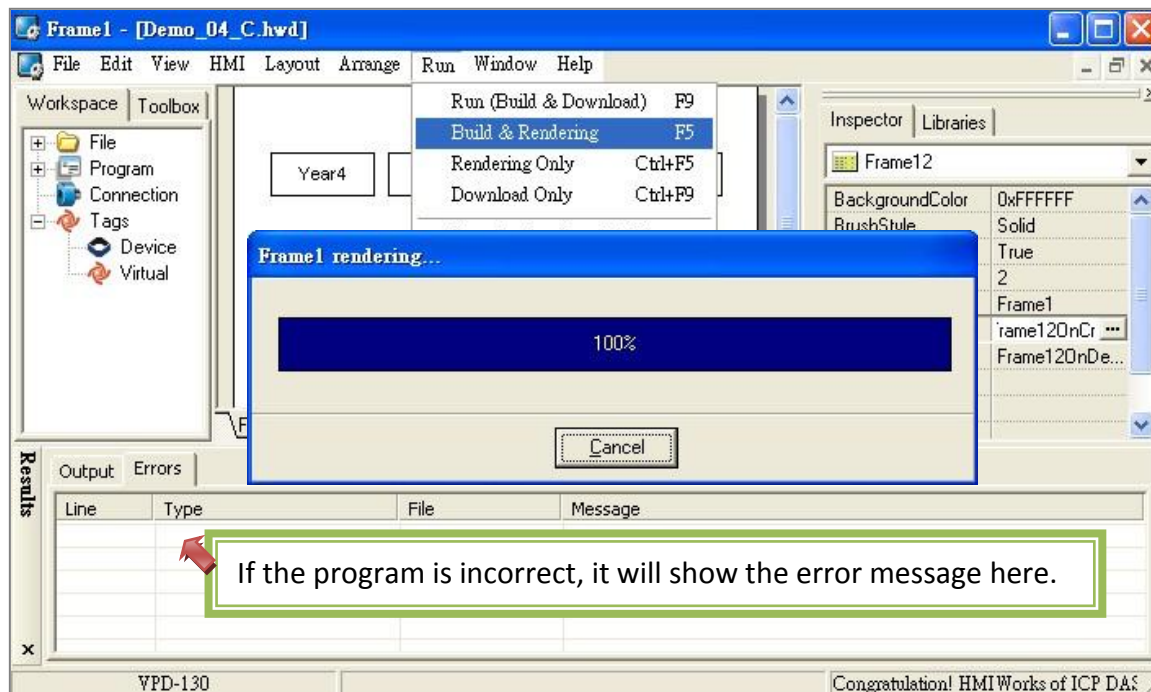 Frame1 - [Demo_04_C.hwd]
File Edit View HMI Layout Arrange Run Window Help
Workspace Toolbox
File
Program
Connection
Tags
Device
Virtual
Year4
Run (Build & Download) F9
Build & Rendering F5
Rendering Only Ctrl+F5
Download Only Ctrl+F9
Inspector Libraries
Frame12
BackgroundColor 0xFFFFFF
BrushStyle Solid
True
2
Frame1
rame12OnCr ...
Frame12OnDe...
Frame1 rendering...
100%
Cancel
Results
Output Errors
Line Type File Message
If the program is incorrect, it will show the error message here.
VPD-130
Congratulation! HMIWorks of ICP DAS